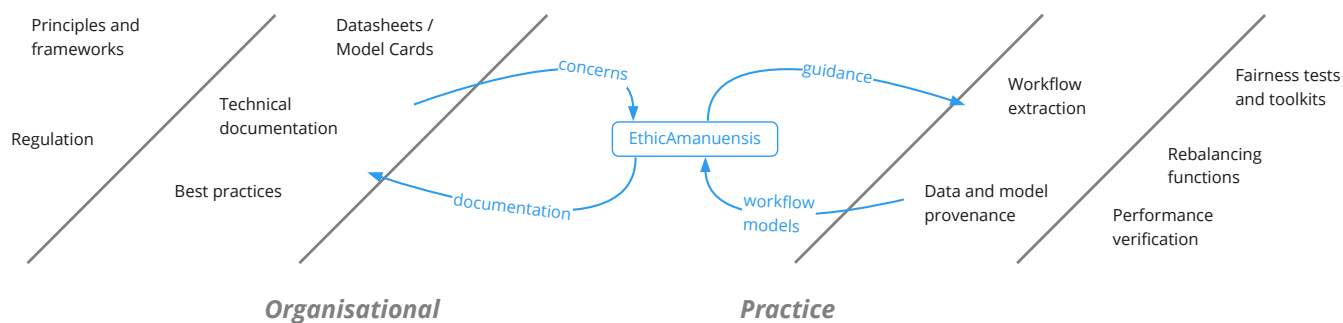 Principles and
frameworks
Regulation
Datasheets /
Model Cards
Technical
documentation
Best practices
concerns
documentation
EthicAmanuensis
guidance
workflow
models
Workflow
extraction
Data and model
provenance
Fairness tests
and toolkits
Rebalancing
functions
Performance
verification
Organisational
Practice